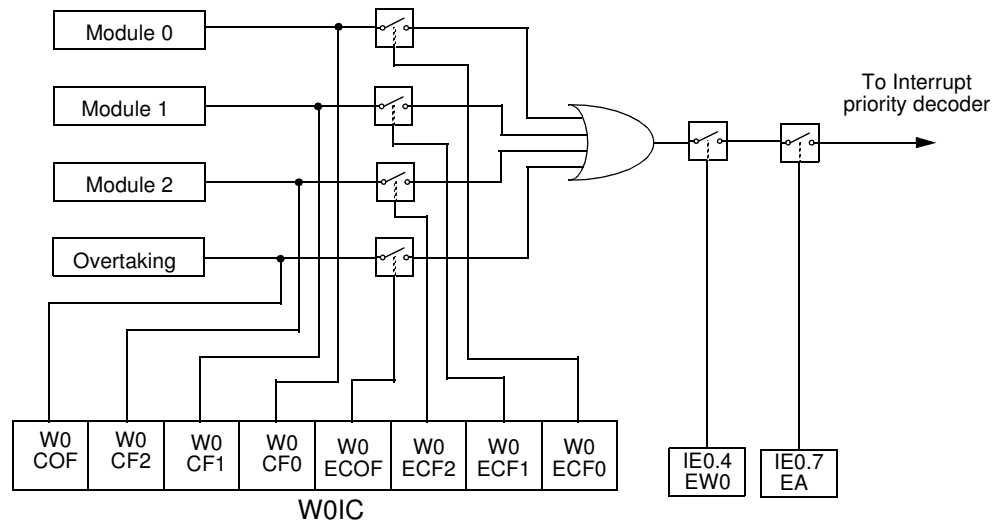 Module 0
Module 1
Module 2
Overtaking
To Interrupt
priority decoder
W0
COF
W0
CF2
W0
CF1
W0
CF0
W0
ECOF
W0
ECF2
W0
ECF1
W0
ECF0
W0IC
IE0.4
EW0
IE0.7
EA